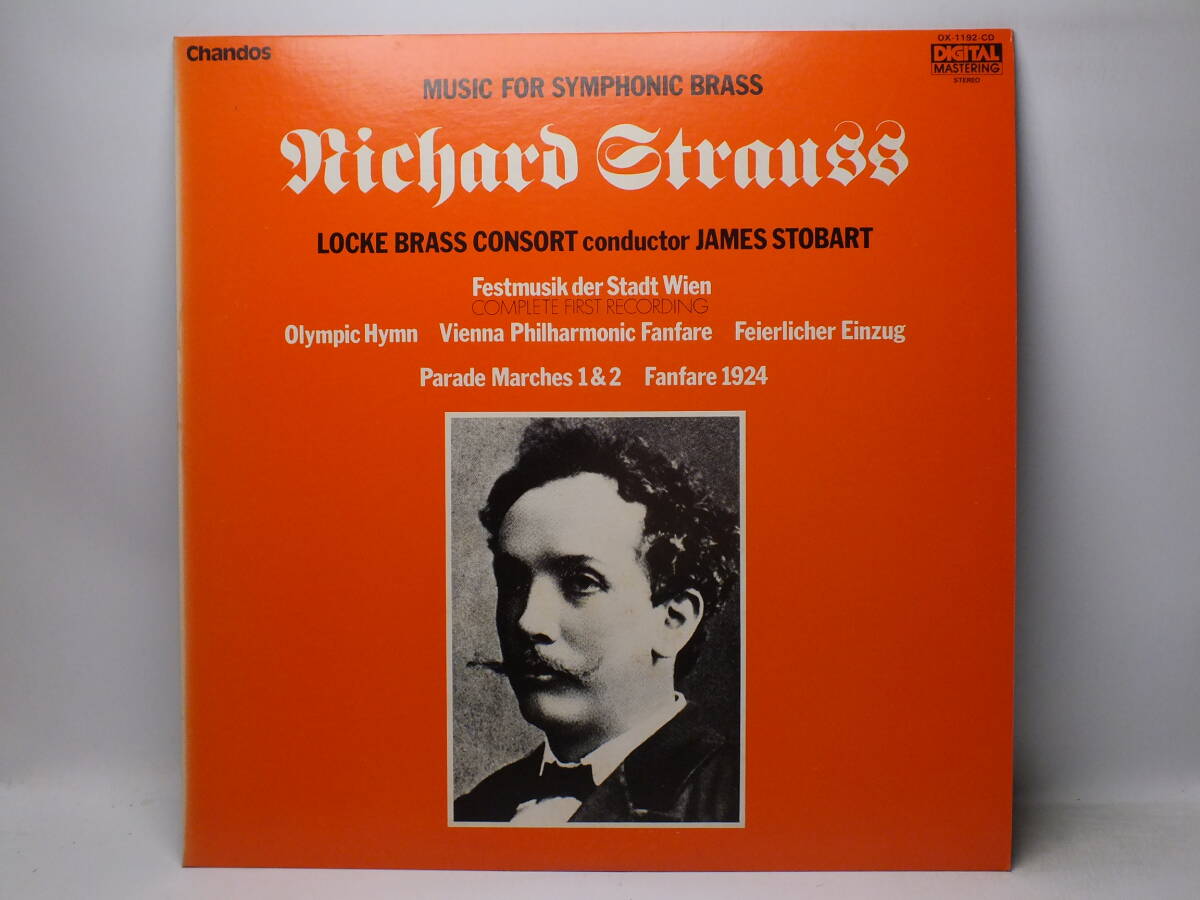 Chandos
OX-1192-CD
DIGITAL
MASTERING
STEREO
MUSIC FOR SYMPHONIC BRASS
Richard Strauss
LOCKE BRASS CONSORT conductor JAMES STOBART
Festmusik der Stadt Wien
COMPLETE FIRST RECORDING
Olympic Hymn Vienna Philharmonic Fanfare Feierlicher Einzug
Parade Marches 1 & 2 Fanfare 1924